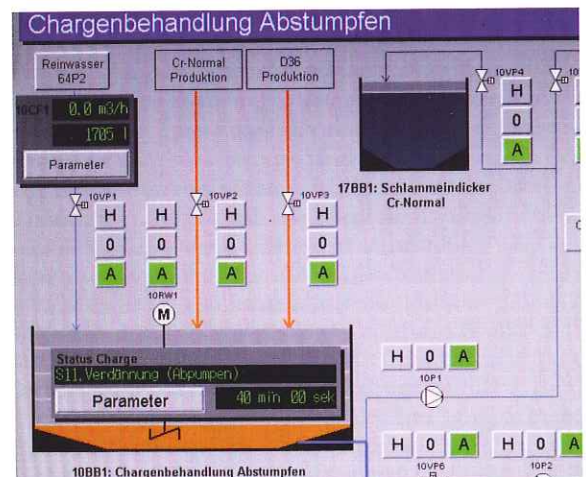 Chargenbehandlung Abstumpfen
Reinwasser
64P2
Cr-Normal
Produktion
D36
Produktion
10CF1
0.0 m3/h
1705 l
Parameter
10VP4
H
0
A
17BB1: Schlammeindicker
Cr-Normal
10VP1
H
0
A
H
0
A
10RW1
M
10VP2
H
0
A
10VP3
H
0
A
Status Charge
S11.Verdönnung (Abpumpen)
Parameter
40 min 00 sek
H 0 A
10P1
H 0 A
10VP6
H 0 A
10P2
10BB1: Chargenbehandlung Abstumpfen